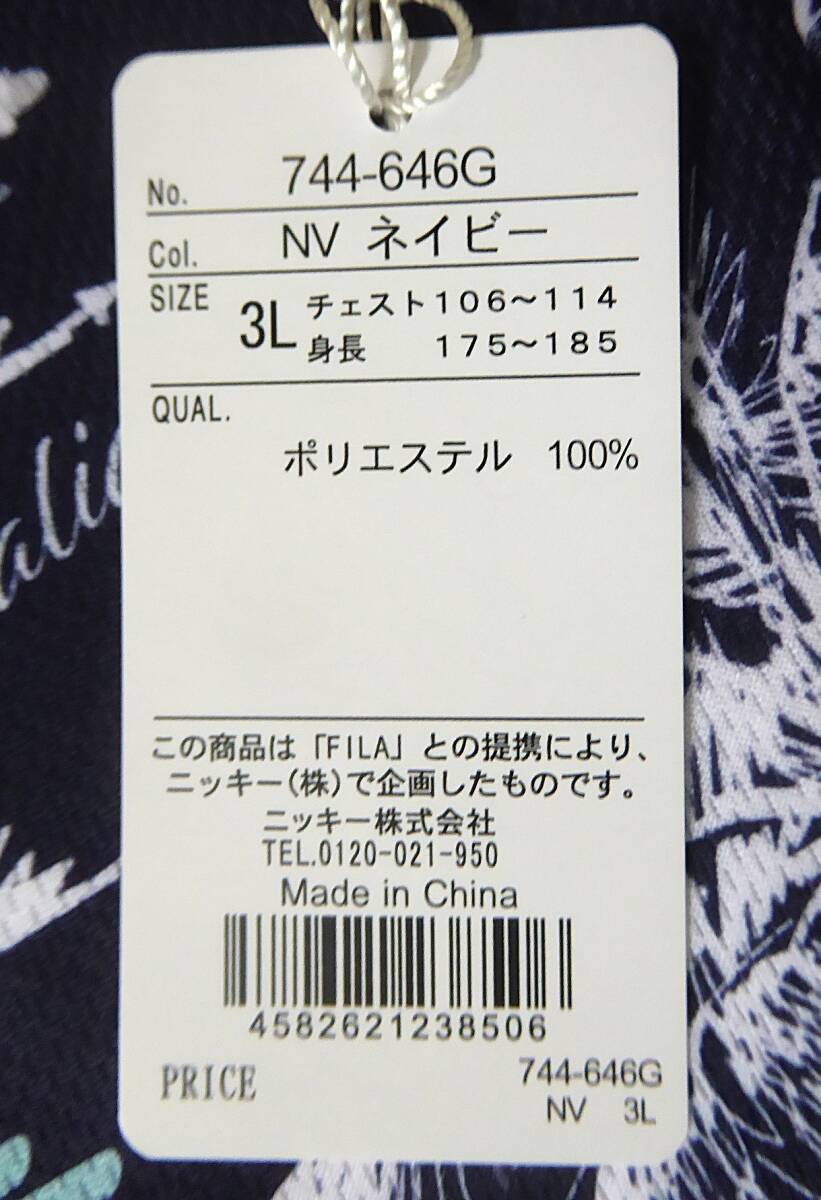 No. 744-646G
Col. NV ネイビー
SIZE 3L チェスト106〜114
身長 175〜185
QUAL.
ポリエステル 100%
この商品は「FILA」との提携により、
ニッキー(株)で企画したものです。
ニッキー株式会社
TEL.0120-021-950
Made in China
4582621238506
PRICE 744-646G
NV 3L